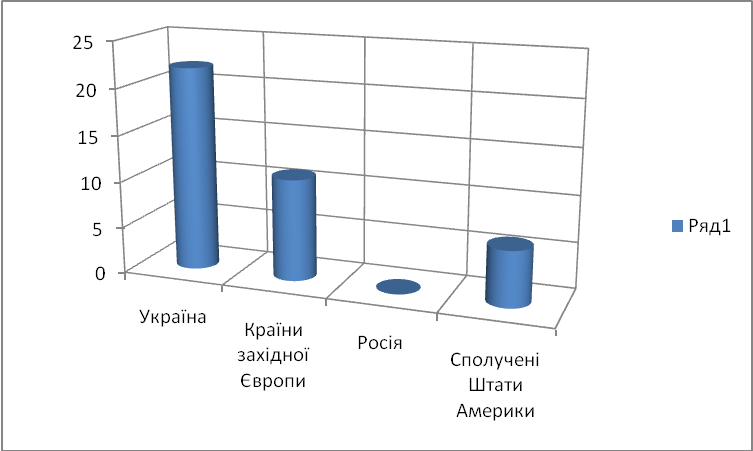 25
20
15
10
5
0
Україна
Країни
західної
Європи
Росія
Сполучені
Штати
Америки
Ряд1